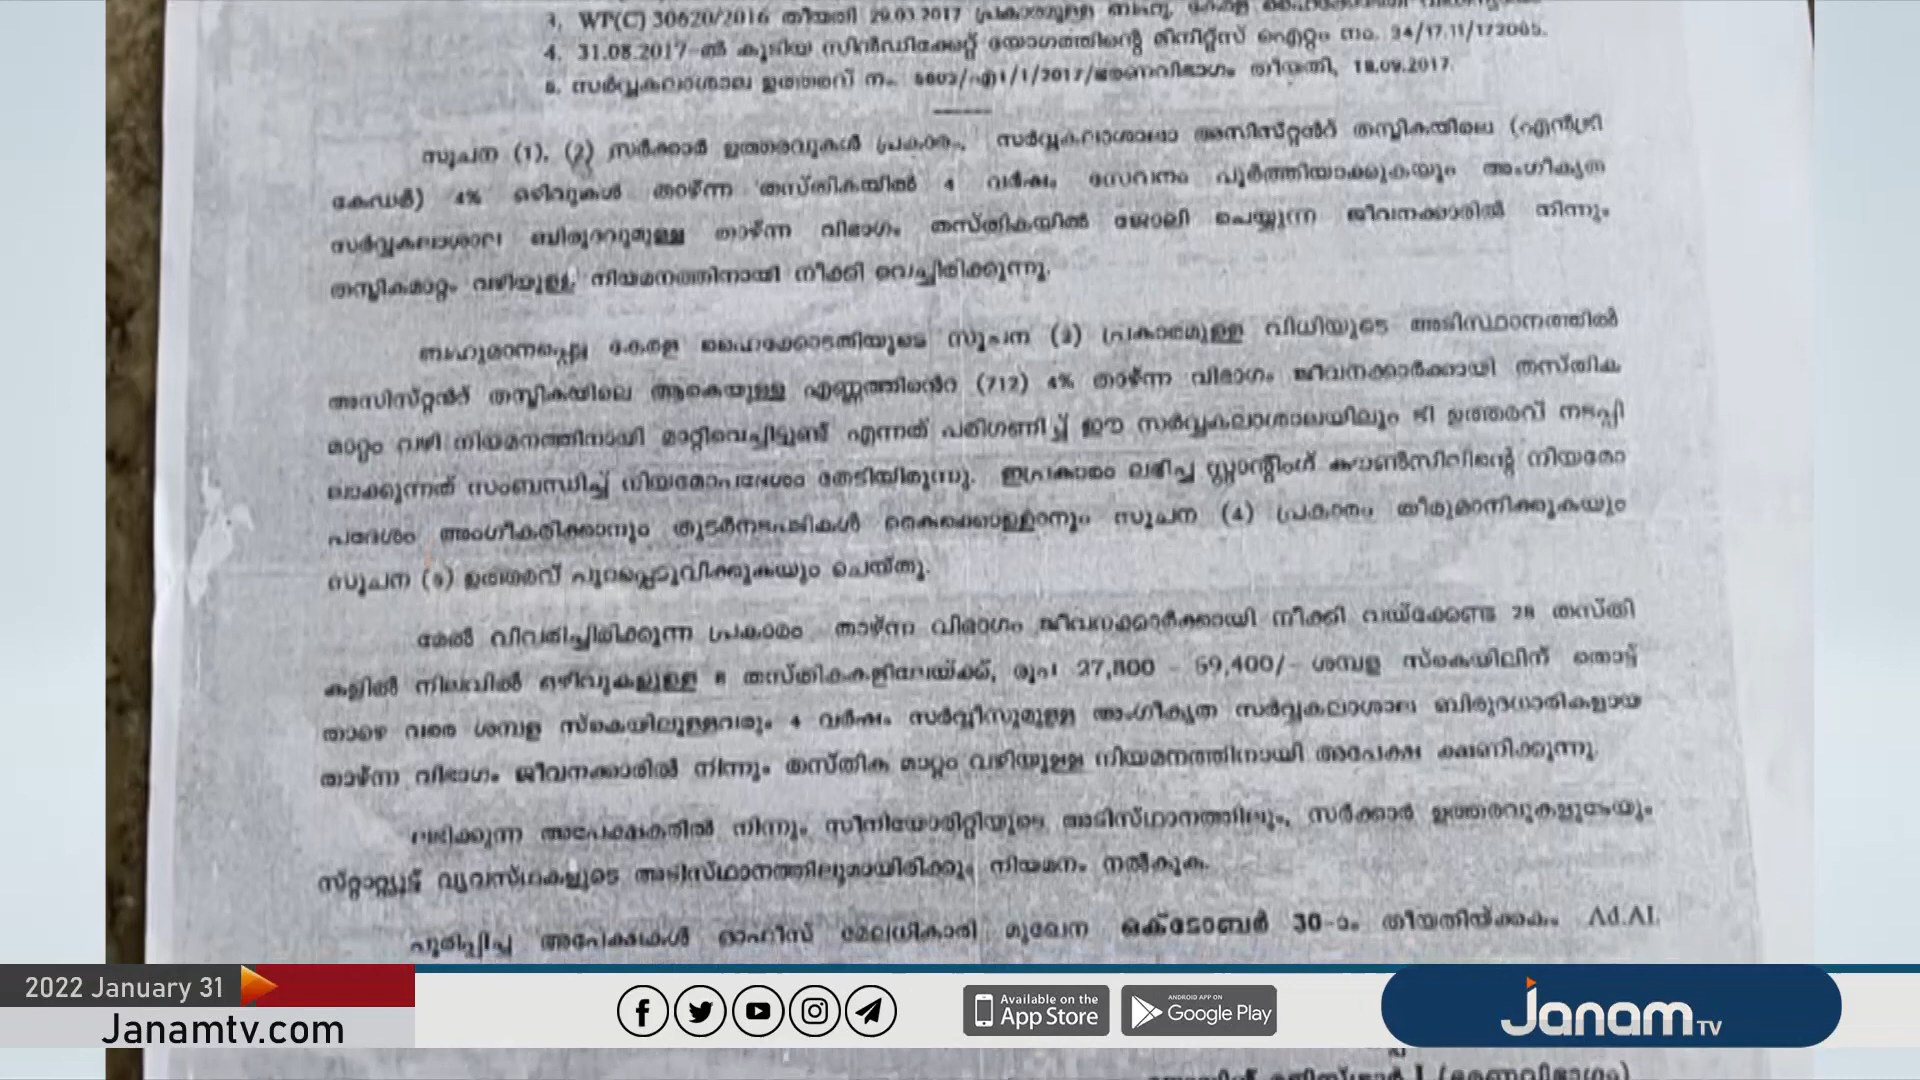 3. WP(C) 30620/2016 തീയതി 29.03.2017
4. 31.08.2017-ൽ കൂടിയ സിൻഡിക്കേറ്റ് യോഗത്തിന്റെ മിനിറ്റ്സ് ഐറ്റം നം. 34/17.11/172005.
സർവ്വകലാശാല ഉത്തരവ് നം. തീയതി, 18.09.2017.
സൂചന (1), (2) സർക്കാർ ഉത്തരവുകൾ പ്രകാരം, സർവ്വകലാശാലാ അസിസ്റ്റൻറ് തസ്തികയിലെ (എൻട്രി
കേഡർ) 4% ഒഴിവുകൾ താഴ്ന്ന തസ്തികയിൽ 4 വർഷം സേവനം പൂർത്തിയാക്കുകയും അംഗീകൃത
സർവ്വകലാശാല ബിരുദവുമുള്ള താഴ്ന്ന വിഭാഗം തസ്തികയിൽ ജോലി ചെയ്യുന്ന ജീവനക്കാരിൽ നിന്നും
തസ്തികമാറ്റം വഴിയുള്ള നിയമനത്തിനായി നീക്കി വെച്ചിരിക്കുന്നു.
ബഹുമാനപ്പെട്ട കേരള ഹൈക്കോടതിയുടെ സൂചന (3) പ്രകാരമുള്ള വിധിയുടെ അടിസ്ഥാനത്തിൽ
അസിസ്റ്റൻറ് തസ്തികയിലെ ആകെയുള്ള എണ്ണത്തിൻെറ (712) 4% താഴ്ന്ന വിഭാഗം ജീവനക്കാർക്കായി തസ്തിക
മാറ്റം വഴി നിയമനത്തിനായി മാറ്റിവെച്ചിട്ടുണ്ട് എന്നത് പരിഗണിച്ച് ഈ സർവ്വകലാശാലയിലും ടി ഉത്തരവ് നടപ്പി
ലാക്കുന്നത് സംബന്ധിച്ച് നിയമോപദേശം തേടിയിരുന്നു. ഇപ്രകാരം ലഭിച്ച സ്റ്റാന്റിംഗ് കൗൺസിലിന്റെ നിയമോ
പദേശം അംഗീകരിക്കാനും തുടർനടപടികൾ കൈക്കൊള്ളാനും സൂചന (4) പ്രകാരം തീരുമാനിക്കുകയും
സൂചന (5) ഉത്തരവ് പുറപ്പെടുവിക്കുകയും ചെയ്തു.
മേൽ വിവരിച്ചിരിക്കുന്ന പ്രകാരം താഴ്ന്ന വിഭാഗം ജീവനക്കാർക്കായി നീക്കി വയ്ക്കേണ്ട 28 തസ്തി
കളിൽ നിലവിൽ ഒഴിവുകളുള്ള 8 തസ്തികകളിലേയ്ക്ക്, രൂപ 27,800 - 59,400/- ശമ്പള സ്കെയിലിന് തൊട്ട്
താഴെ വരെ ശമ്പള സ്കെയിലുള്ളവരും 4 വർഷം സർവ്വീസുമുള്ള അംഗീകൃത സർവ്വകലാശാല ബിരുദധാരികളായ
താഴ്ന്ന വിഭാഗം ജീവനക്കാരിൽ നിന്നും തസ്തിക മാറ്റം വഴിയുള്ള നിയമനത്തിനായി അപേക്ഷ ക്ഷണിക്കുന്നു.
ലഭിക്കുന്ന അപേക്ഷകരിൽ നിന്നും സീനിയോരിറ്റിയുടെ അടിസ്ഥാനത്തിലും, സർക്കാർ ഉത്തരവുകളുടേയും
സ്റ്റാറ്റ്യൂട്ട് വ്യവസ്ഥകളുടെ അടിസ്ഥാനത്തിലുമായിരിക്കും നിയമനം നൽകുക.
പൂരിപ്പിച്ച അപേക്ഷകൾ ഓഫീസ് മേലധികാരി മുഖേന ഒക്ടോബർ 30-ാം തീയതിയ്ക്കകം Ad.A1.
2022 January 31
Janamtv.com
Available on the
App Store
ANDROID APP ON
Google Play
Janam TV